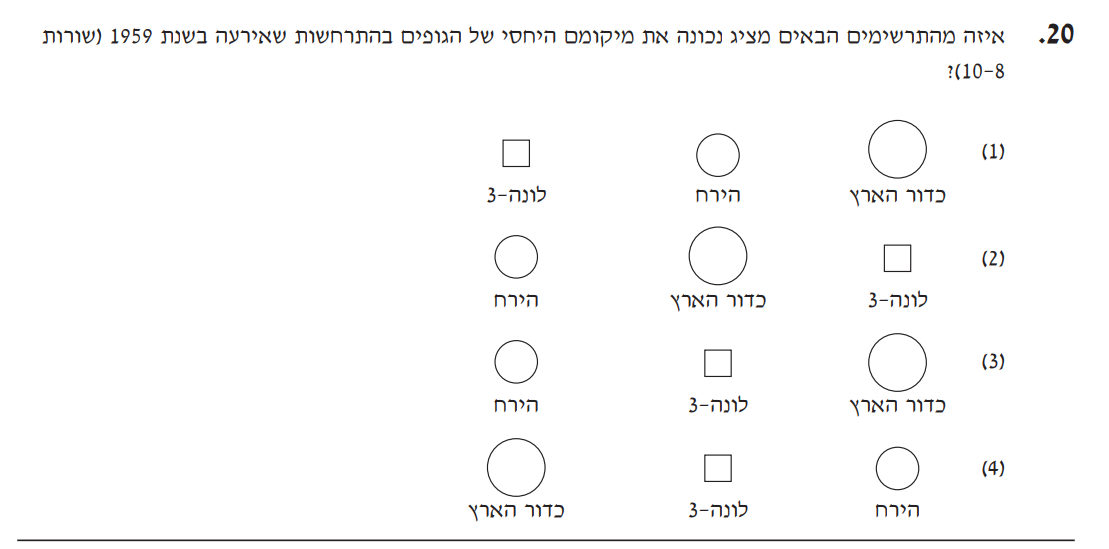 20. איזה מהתרשימים הבאים מציג נכונה את מיקומם היחסי של הגופים בהתרחשות שאירעה בשנת 1959 (שורות
8–10)?
(1)
כדור הארץ הירח לונה-3
(2)
לונה-3 כדור הארץ הירח
(3)
כדור הארץ לונה-3 הירח
(4)
הירח לונה-3 כדור הארץ